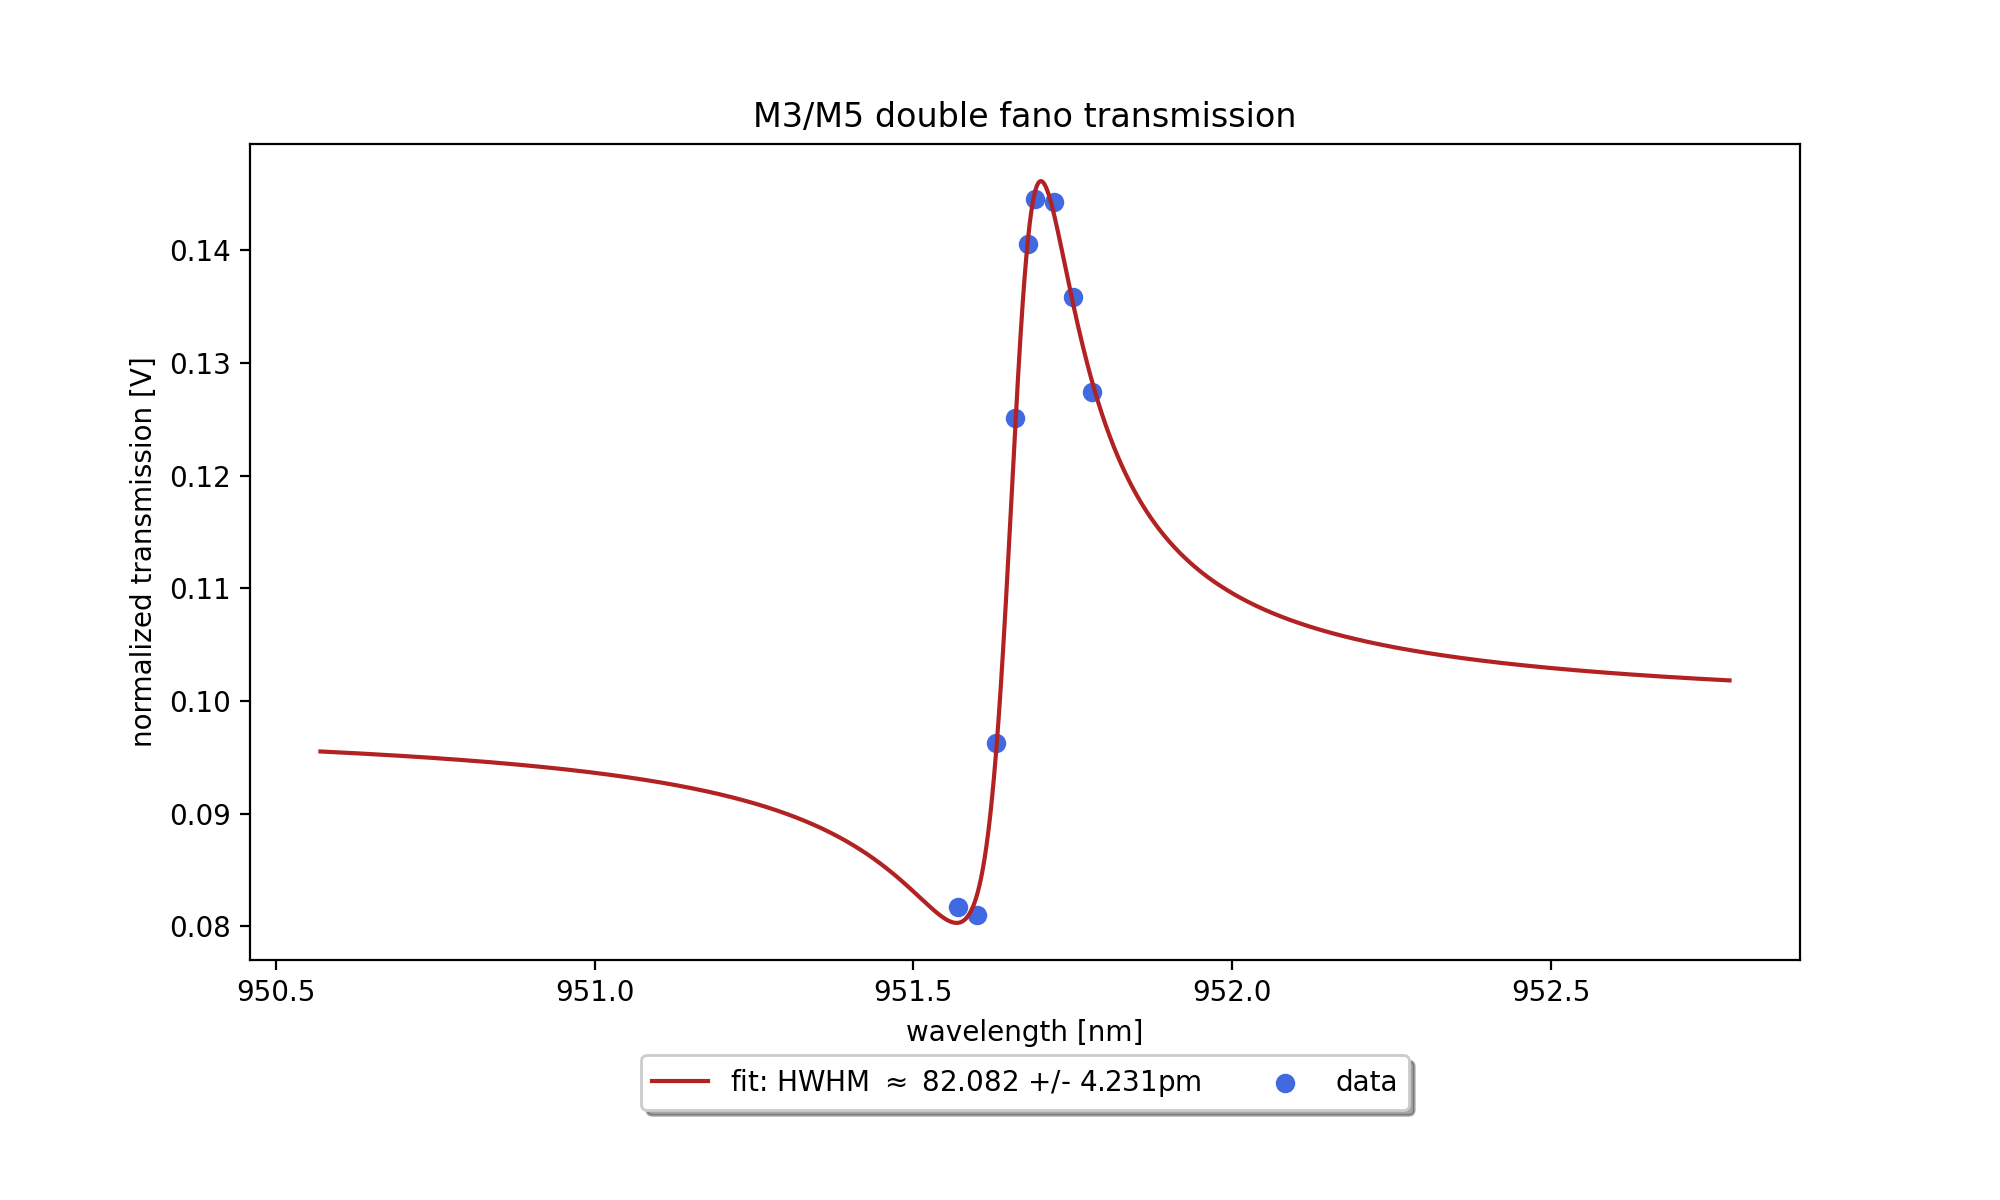 M3/M5 double fano transmission
normalized transmission [V]
0.14
0.13
0.12
0.11
0.10
0.09
0.08
950.5 951.0 951.5 952.0 952.5
wavelength [nm]
fit: HWHM ≈ 82.082 +/- 4.231pm data